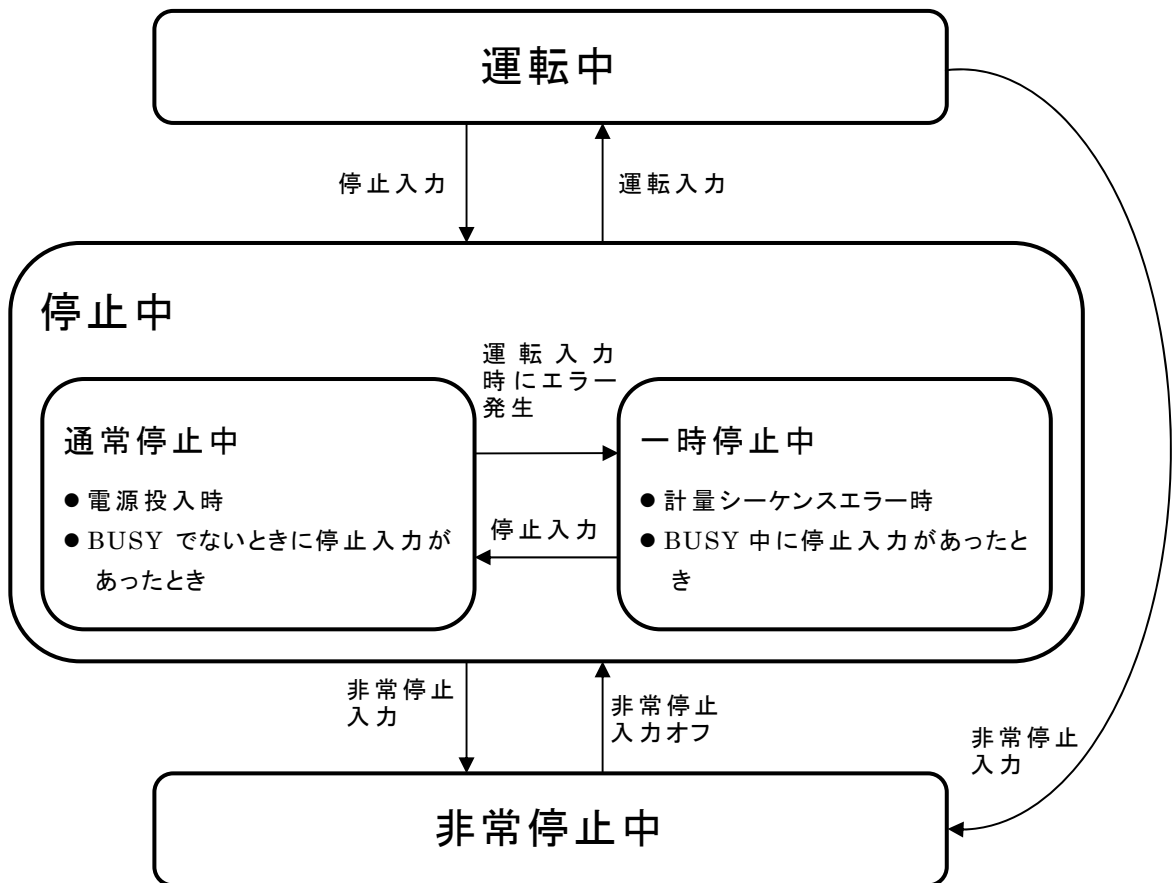 運転中
停止入力
運転入力
停止中
運転入力
時にエラー
発生
通常停止中
● 電源投入時
● BUSY でないときに停止入力が
あったとき
停止入力
一時停止中
● 計量シーケンスエラー時
● BUSY 中に停止入力があったと
き
非常停止
入力
非常停止
入力オフ
非常停止
入力
非常停止中